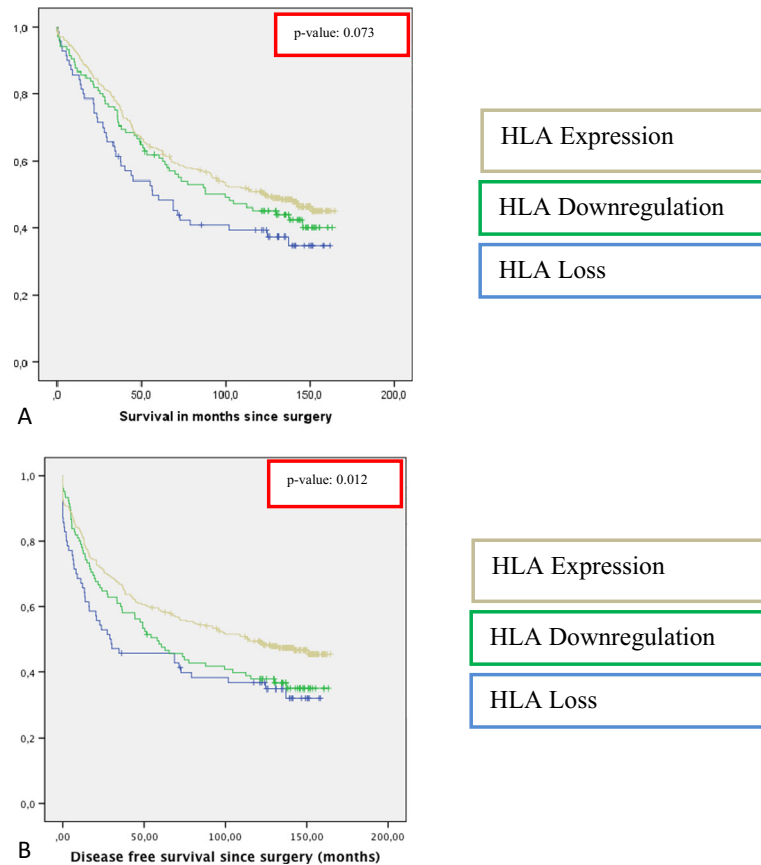 1,0
p-value: 0.073
0,8
0,6
0,4
0,2
0,0
,0 50,0 100,0 150,0 200,0
A
Survival in months since surgery
HLA Expression
HLA Downregulation
HLA Loss
1,0
p-value: 0.012
0,8
0,6
0,4
0,2
0,0
,00 50,00 100,00 150,00 200,00
B
Disease free survival since surgery (months)
HLA Expression
HLA Downregulation
HLA Loss